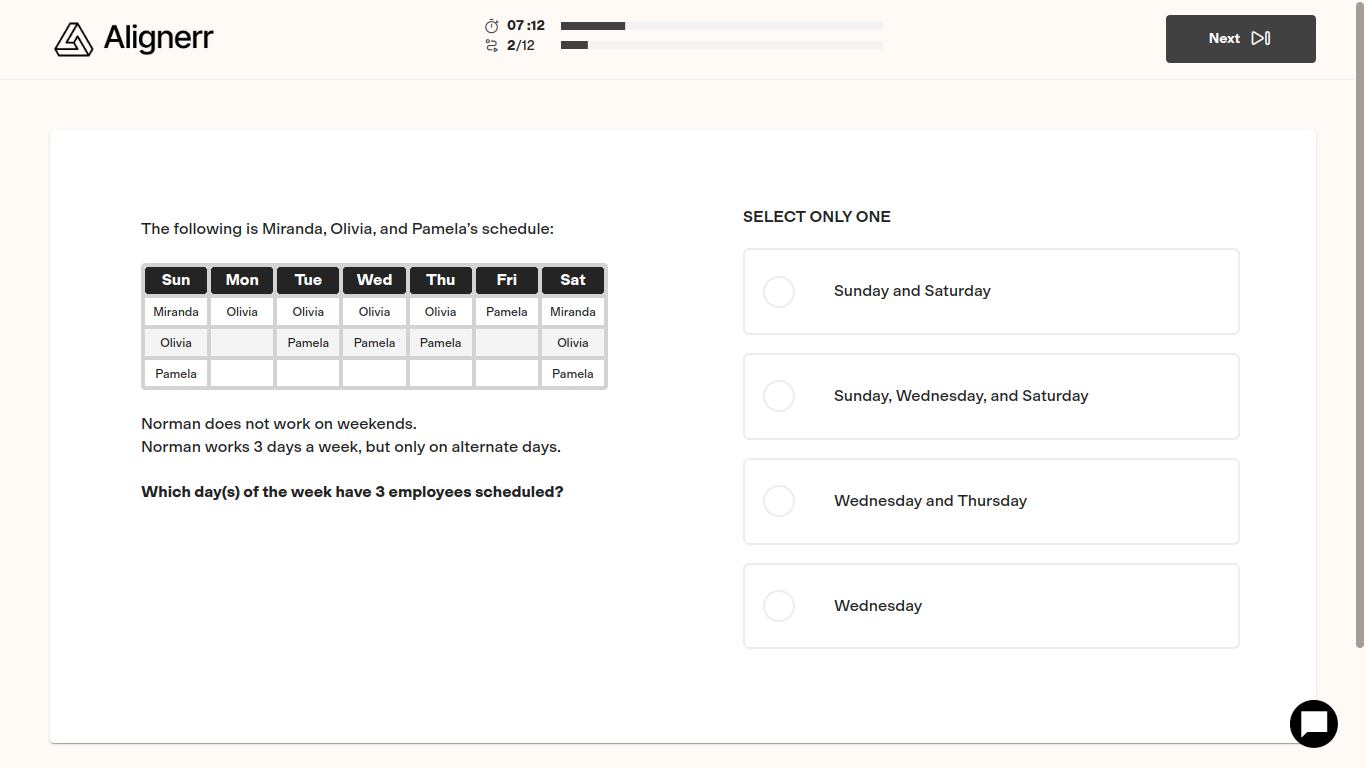 Alignerr
07:12
2/12
Next
The following is Miranda, Olivia, and Pamela’s schedule:
Sun Mon Tue Wed Thu Fri Sat
Miranda Olivia Olivia Olivia Olivia Pamela Miranda
Olivia Pamela Pamela Pamela Olivia
Pamela Pamela
Norman does not work on weekends.
Norman works 3 days a week, but only on alternate days.
Which day(s) of the week have 3 employees scheduled?
SELECT ONLY ONE
Sunday and Saturday
Sunday, Wednesday, and Saturday
Wednesday and Thursday
Wednesday